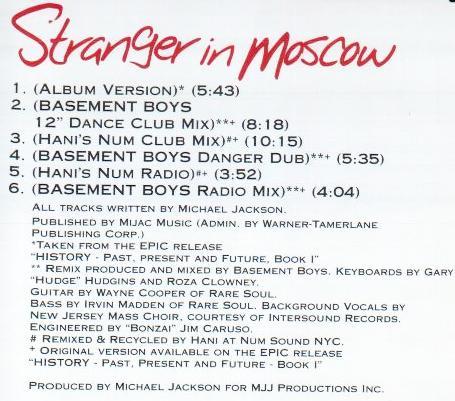 Stranger in Moscow
1. (Album Version)* (5:43)
2. (BASEMENT BOYS
12" Dance Club Mix)**+ (8:18)
3. (Hani's Num Club Mix)#+ (10:15)
4. (BASEMENT BOYS Danger Dub)**+ (5:35)
5. (Hani's Num Radio)#+ (3:52)
6. (BASEMENT BOYS Radio Mix)**+ (4:04)
All tracks written by Michael Jackson.
Published by Mijac Music (Admin. by Warner-Tamerlane
Publishing Corp.)
*Taken from the EPIC release
"HIStory - Past, Present and Future, Book I"
** Remix produced and mixed by Basement Boys. Keyboards by Gary
"Hudge" Hudgins and Roza Clowney.
Guitar by Wayne Cooper of Rare Soul.
Bass by Irvin Madden of Rare Soul. Background Vocals by
New Jersey Mass Choir, courtesy of Intersound Records.
Engineered by "Bonzai" Jim Caruso.
# Remixed & Recycled by Hani at Num Sound NYC.
+ Original version available on the EPIC release
"HIStory - Past, Present and Future - Book I"
Produced by Michael Jackson for MJJ Productions Inc.